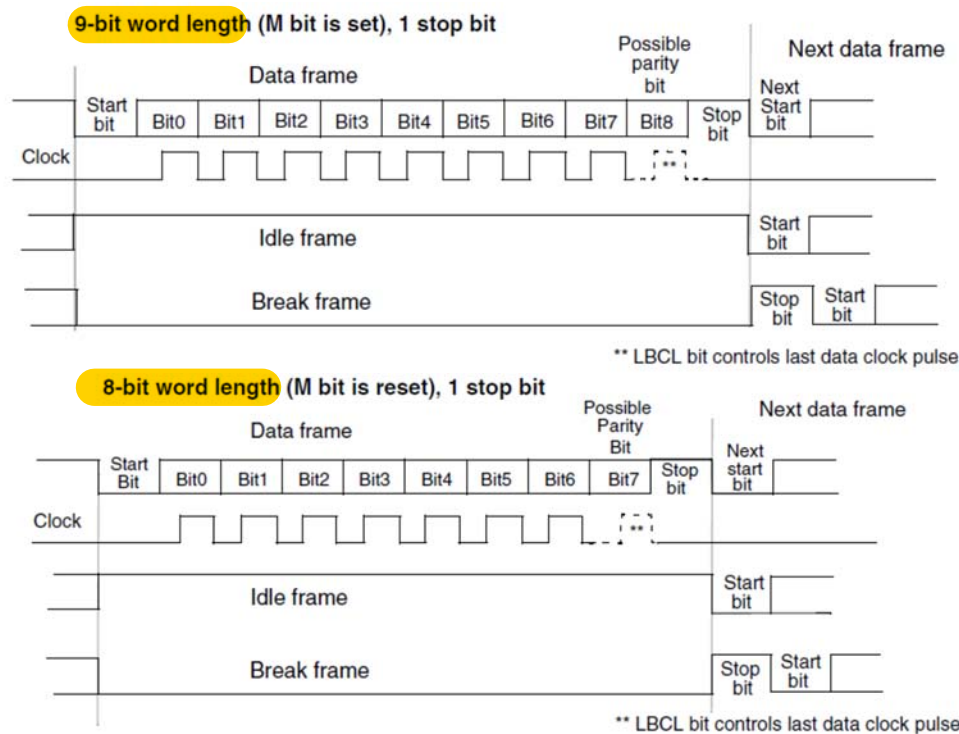 9-bit word length (M bit is set), 1 stop bit
Possible
parity
bit
Next data frame
Data frame
Start
bit
Bit0
Bit1
Bit2
Bit3
Bit4
Bit5
Bit6
Bit7
Bit8
Stop
bit
Next
Start
bit
Clock
**
Idle frame
Start
bit
Break frame
Stop
bit
Start
bit
** LBCL bit controls last data clock pulse
8-bit word length (M bit is reset), 1 stop bit
Possible
Parity
Bit
Next data frame
Data frame
Start
Bit
Bit0
Bit1
Bit2
Bit3
Bit4
Bit5
Bit6
Bit7
Stop
bit
Next
start
bit
Clock
**
Idle frame
Start
bit
Break frame
Stop
bit
Start
bit
** LBCL bit controls last data clock pulse